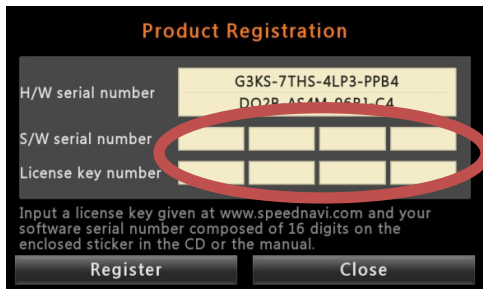 Product Registration
H/W serial number
G3KS-7THS-4LP3-PPB4
S/W serial number
License key number
Input a license key given at www.speednavi.com and your
software serial number composed of 16 digits on the
enclosed sticker in the CD or the manual.
Register
Close